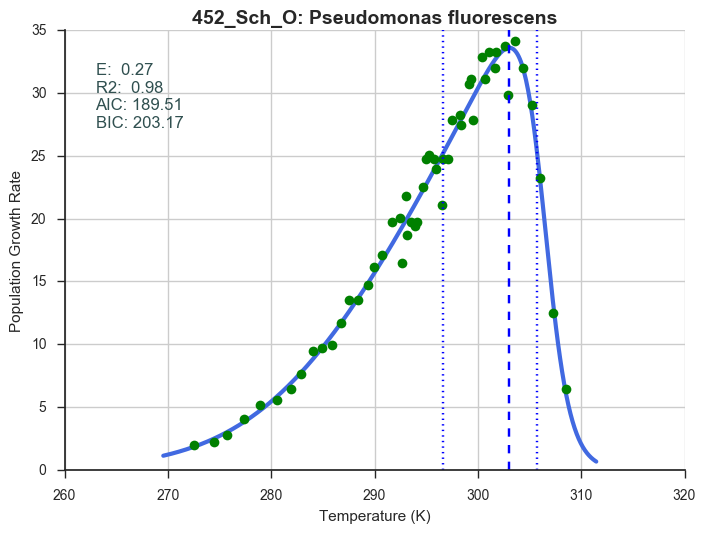 452_Sch_O: Pseudomonas fluorescens
E: 0.27
R2: 0.98
AIC: 189.51
BIC: 203.17
Population Growth Rate
35
30
25
20
15
10
5
0
260 270 280 290 300 310 320
Temperature (K)